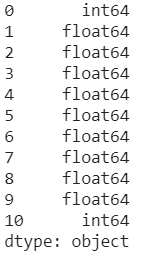 0 int64
1 float64
2 float64
3 float64
4 float64
5 float64
6 float64
7 float64
8 float64
9 float64
10 int64
dtype: object